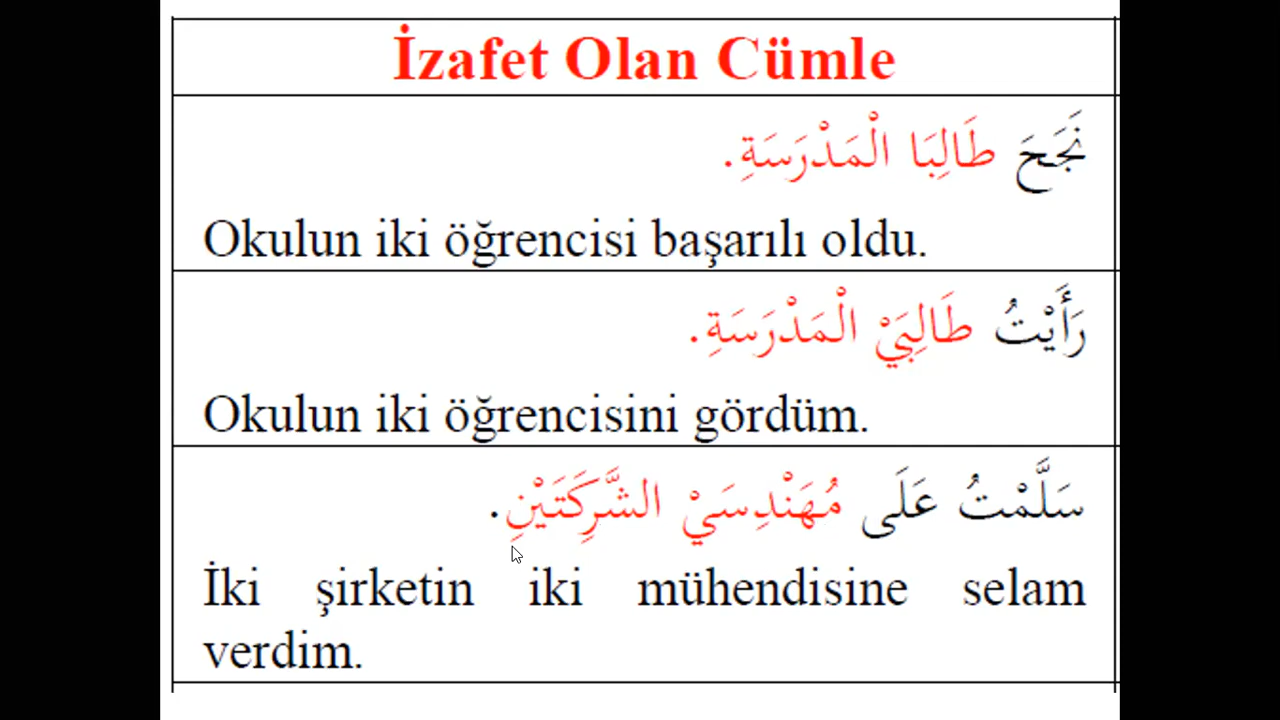 İzafet Olan Cümle
نَجَحَ طَالِبَا الْمَدْرَسَةِ.
Okulun iki öğrencisi başarılı oldu.
رَأَيْتُ طَالِبَيْ الْمَدْرَسَةِ.
Okulun iki öğrencisini gördüm.
سَلَّمْتُ عَلَى مُهَنْدِسَيْ الشَّرِكَتَيْنِ.
İki şirketin iki mühendisine selam
verdim.